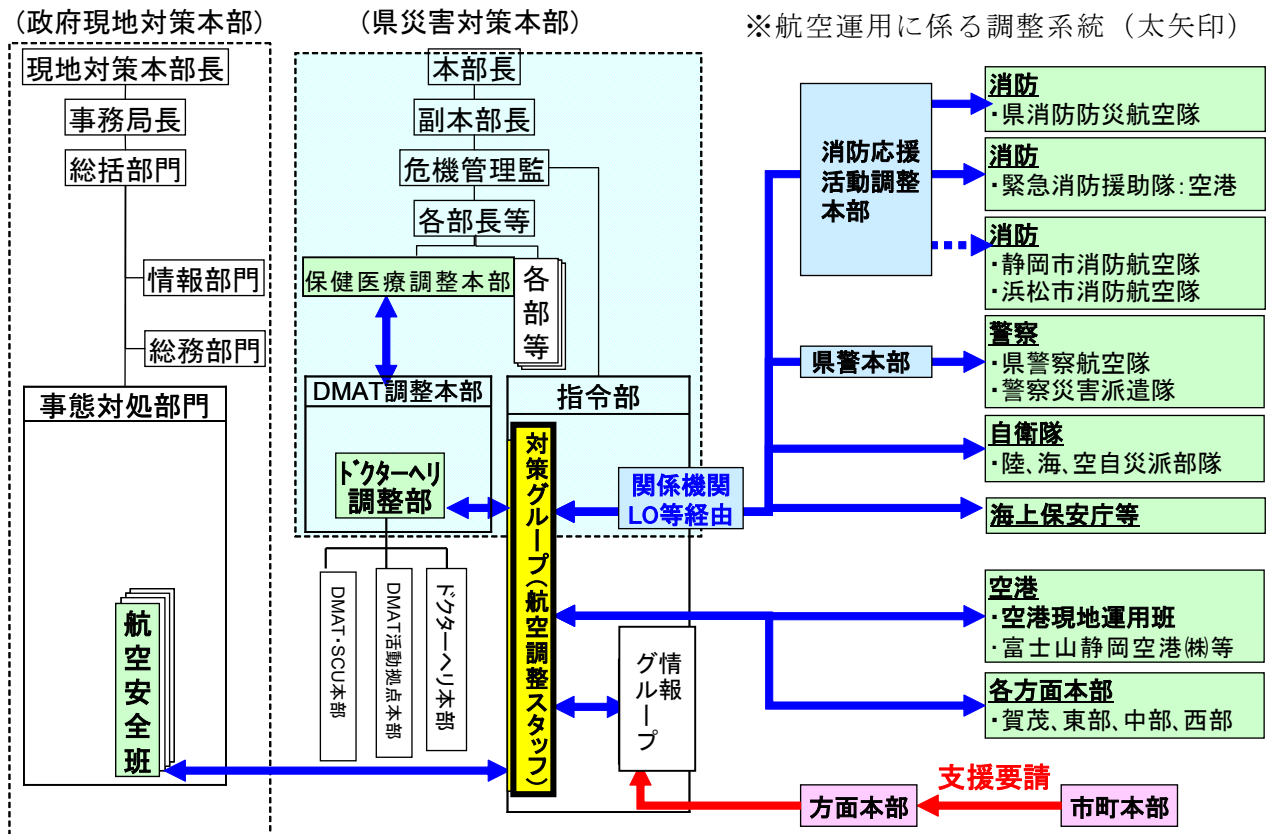 (政府現地対策本部)
現地対策本部長
事務局長
総括部門
情報部門
総務部門
事態対処部門
航空安全班
(県災害対策本部)
本部長
副本部長
危機管理監
各部長等
保健医療調整本部
各部等
DMAT調整本部
ドクターヘリ
調整部
DMAT・SCU本部
DMAT活動拠点本部
ドクターヘリ本部
指令部
対策グループ(航空調整スタッフ)
関係機関
LO等経由
情報
グループ
※航空運用に係る調整系統(太矢印)
消防応援
活動調整
本部
県警本部
消防
・県消防防災航空隊
消防
・緊急消防援助隊:空港
消防
・静岡市消防航空隊
・浜松市消防航空隊
警察
・県警察航空隊
・警察災害派遣隊
自衛隊
・陸、海、空自災派部隊
海上保安庁等
空港
・空港現地運用班
・富士山静岡空港㈱等
各方面本部
・賀茂、東部、中部、西部
支援要請
方面本部
市町本部